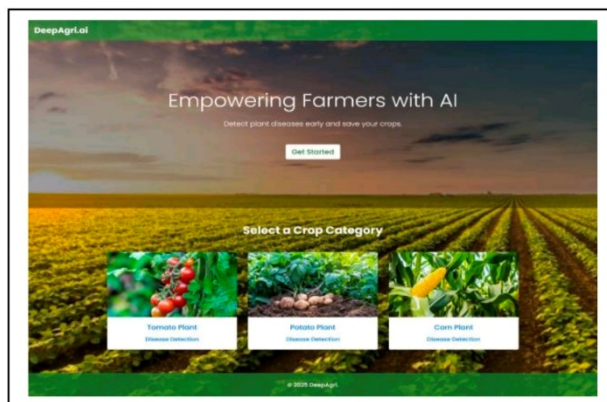 DeepAgri.ai
Empowering Farmers with AI
Detect plant diseases early and save your crops.
Get Started
Select a Crop Category
Tomato Plant
Disease Detection
Potato Plant
Disease Detection
Corn Plant
Disease Detection
© 2025 DeepAgri.